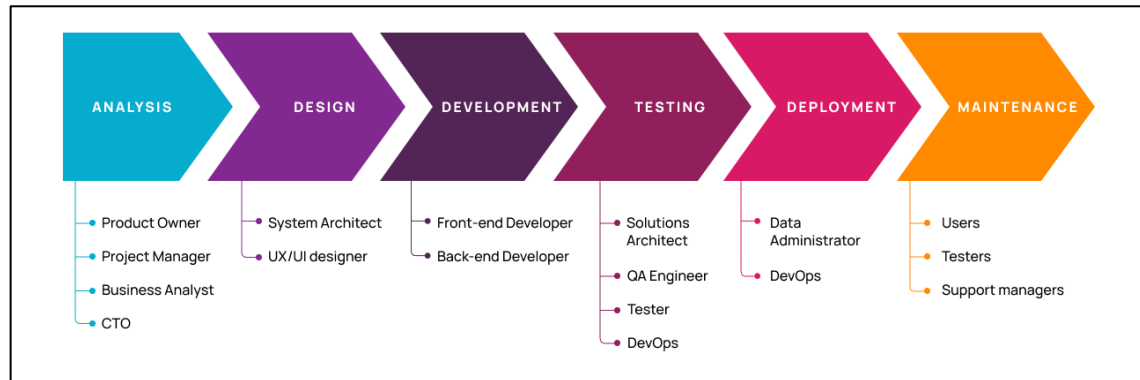 ANALYSIS
DESIGN
DEVELOPMENT
TESTING
DEPLOYMENT
MAINTENANCE
Product Owner
Project Manager
Business Analyst
CTO
System Architect
UX/UI designer
Front-end Developer
Back-end Developer
Solutions
Architect
QA Engineer
Tester
DevOps
Data
Administrator
DevOps
Users
Testers
Support managers